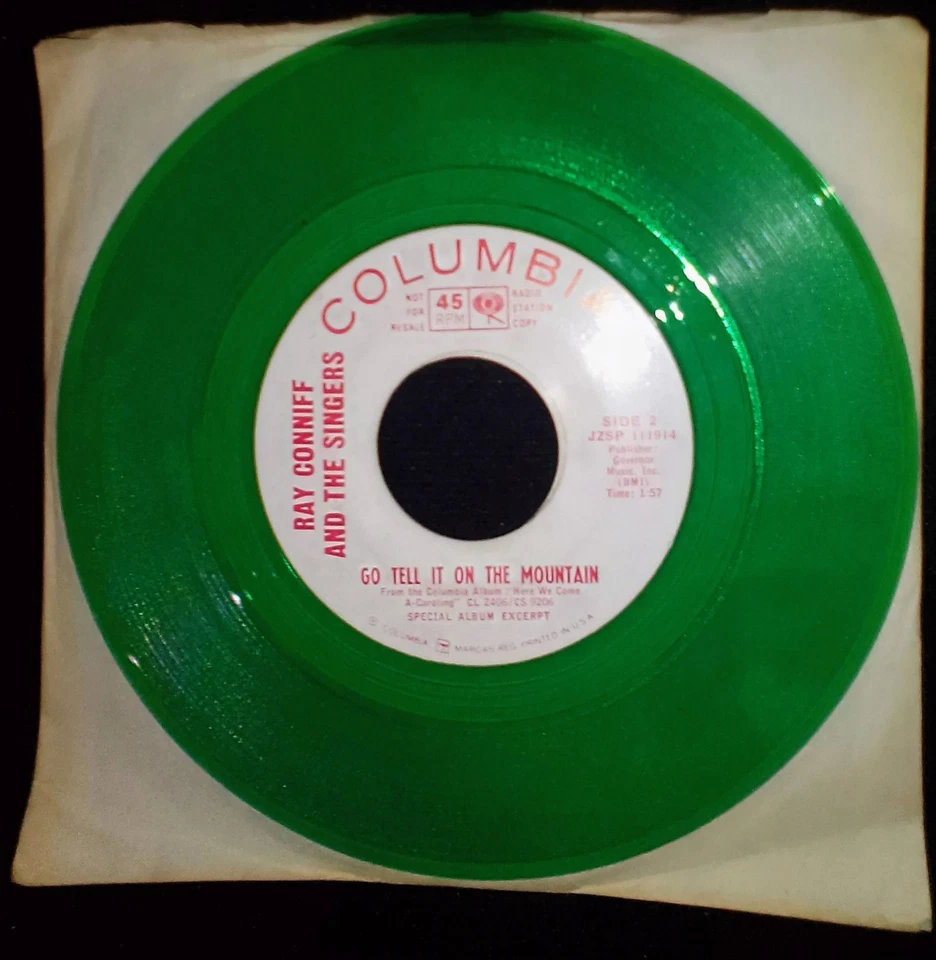 COLUMBIA
NOT
FOR
RESALE
45
RPM
RADIO
STATION
COPY
RAY CONNIFF
AND THE SINGERS
SIDE 2
JZSP 111914
Publisher:
Governor
Music, Inc.
(BMI)
Time: 1:57
GO TELL IT ON THE MOUNTAIN
From the Columbia Album "Here We Come
A-Caroling" CL 2406/CS 9206
SPECIAL ALBUM EXCERPT
Ⓟ COLUMBIA MARCAS REG. PRINTED IN U.S.A.